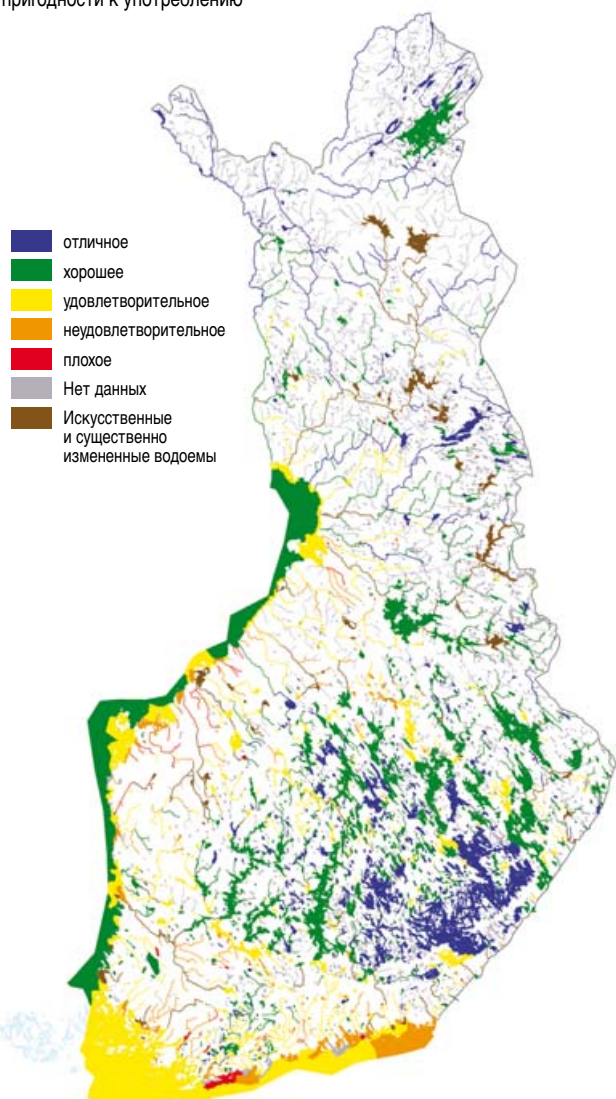 пригодности к употреблению
отличное
хорошее
удовлетворительное
неудовлетворительное
плохое
Нет данных
Искусственные
и существенно
измененные водоемы